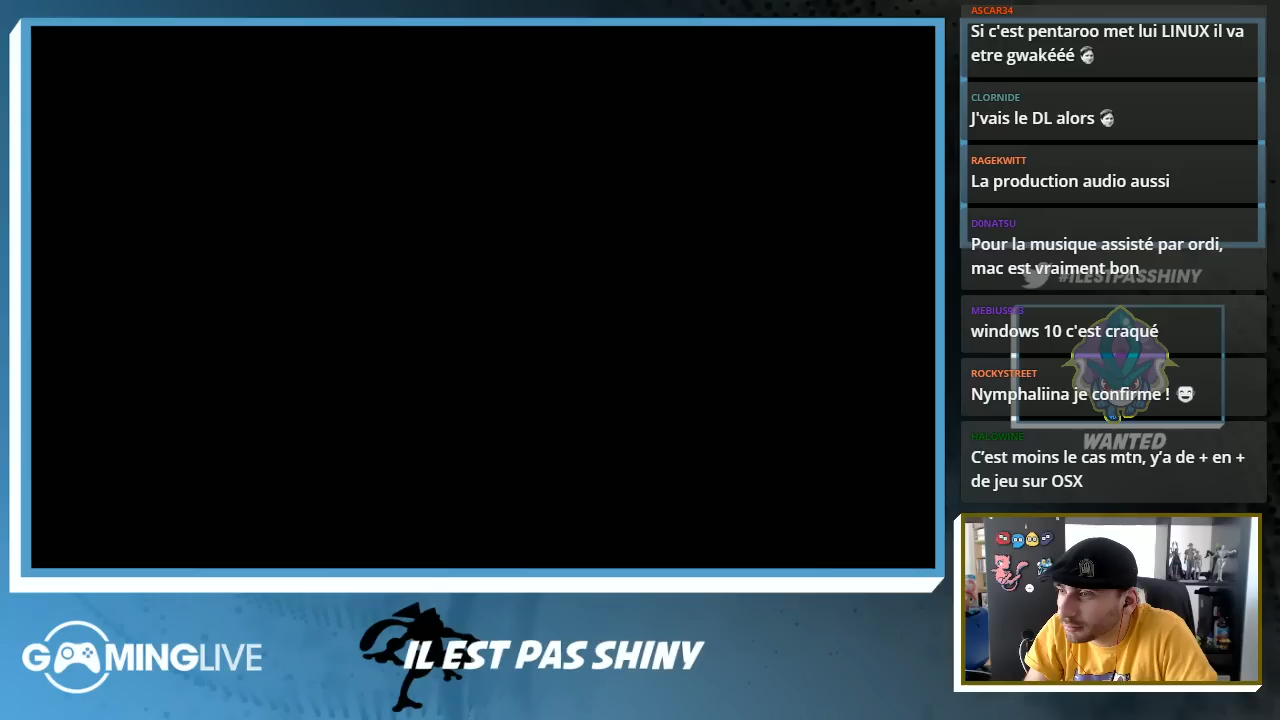 ASCAR34
Si c'est pentaroo met lui LINUX il va
etre gwakééé
CLORNIDE
J'vais le DL alors
RAGEKWITT
La production audio aussi
D0NATSU
Pour la musique assisté par ordi,
mac est vraiment bon
#ILESTPASSHINY
windows 10 c'est craqué
ROCKYSTREET
Nymphaliina je confirme !
HALOWINE
WANTED
C'est moins le cas mtn, y'a de + en +
de jeu sur OSX
GAMINGLIVE
IL EST PAS SHINY